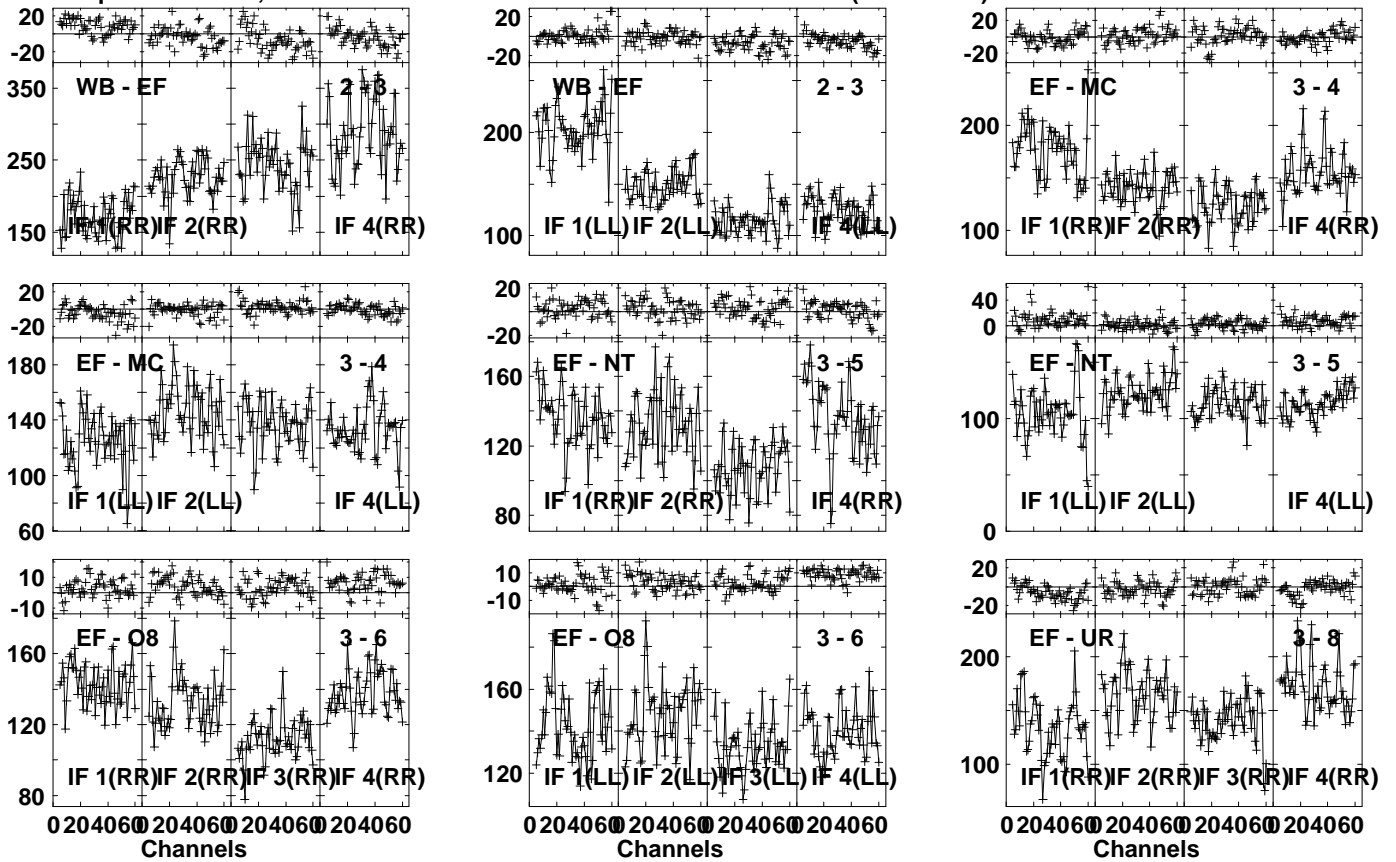 20
-20
350
250
150
WB - EF
2 - 3
IF 1(RR)
IF 2(RR)
IF 4(RR)
20
-20
200
100
WB - EF
2 - 3
IF 1(LL)
IF 2(LL)
IF 4(LL)
20
-20
200
100
EF - MC
3 - 4
IF 1(RR)
IF 2(RR)
IF 4(RR)
20
-20
180
140
100
60
EF - MC
3 - 4
IF 1(LL)
IF 2(LL)
IF 4(LL)
20
-20
160
120
80
EF - NT
3 - 5
IF 1(RR)
IF 2(RR)
IF 4(RR)
40
0
100
0
EF - NT
3 - 5
IF 1(LL)
IF 2(LL)
IF 4(LL)
10
-10
160
120
80
EF - O8
3 - 6
IF 1(RR)
IF 2(RR)
IF 3(RR)
IF 4(RR)
0 20 40 60 0 20 40 60 0 20 40 60 0 20 40 60
Channels
10
-10
160
120
EF - O8
3 - 6
IF 1(LL)
IF 2(LL)
IF 3(LL)
IF 4(LL)
0 20 40 60 0 20 40 60 0 20 40 60 0 20 40 60
Channels
20
-20
200
100
EF - UR
3 - 8
IF 1(RR)
IF 2(RR)
IF 3(RR)
IF 4(RR)
0 20 40 60 0 20 40 60 0 20 40 60 0 20 40 60
Channels